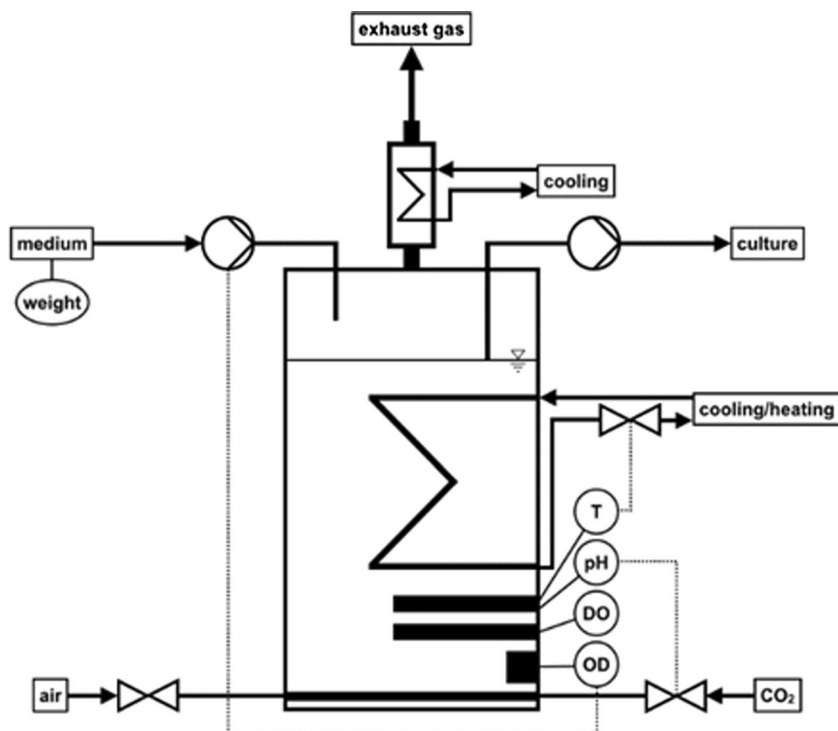 exhaust gas
cooling
medium
culture
weight
cooling/heating
T
pH
DO
OD
air
CO₂